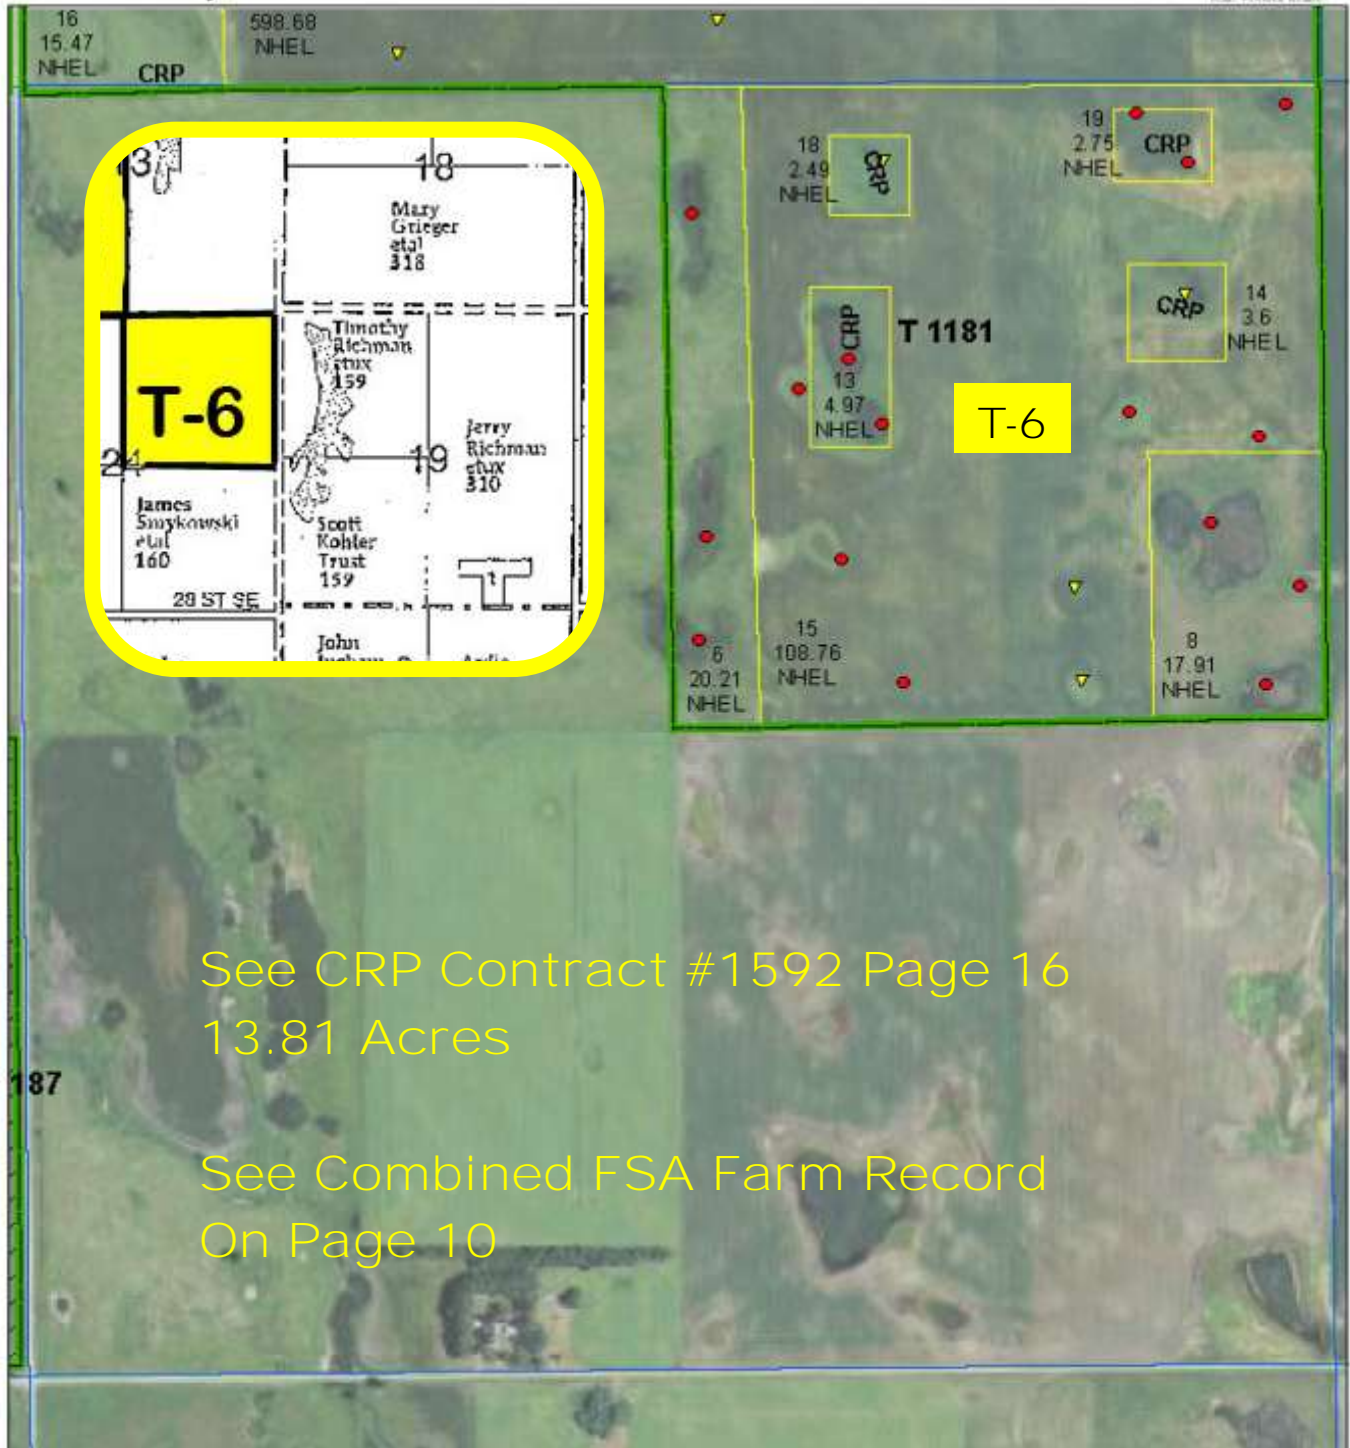 16
15.47
NHEL
CRP
598.68
NHEL
18
2.49
NHEL
CRP
19
2.75
NHEL
CRP
CRP
13
4.97
NHEL
T 1181
CRP
14
3.6
NHEL
T-6
6
20.21
NHEL
15
108.76
NHEL
8
17.91
NHEL
18
Mary
Grieger
etal
318
Timothy
Richman
etux
159
T-6
24
19
Jerry
Richman
etux
310
James
Smykowski
etal
160
Scott
Kohler
Trust
159
28 ST SE
John
See CRP Contract #1592 Page 16
13.81 Acres
187
See Combined FSA Farm Record
On Page 10